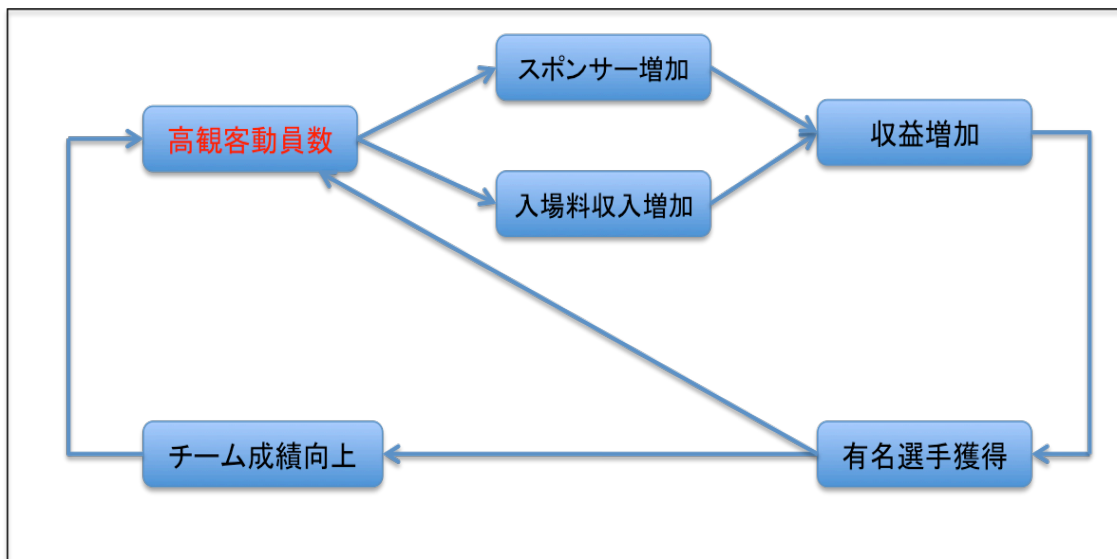 スポンサー増加
高観客動員数
収益増加
入場料収入増加
チーム成績向上
有名選手獲得